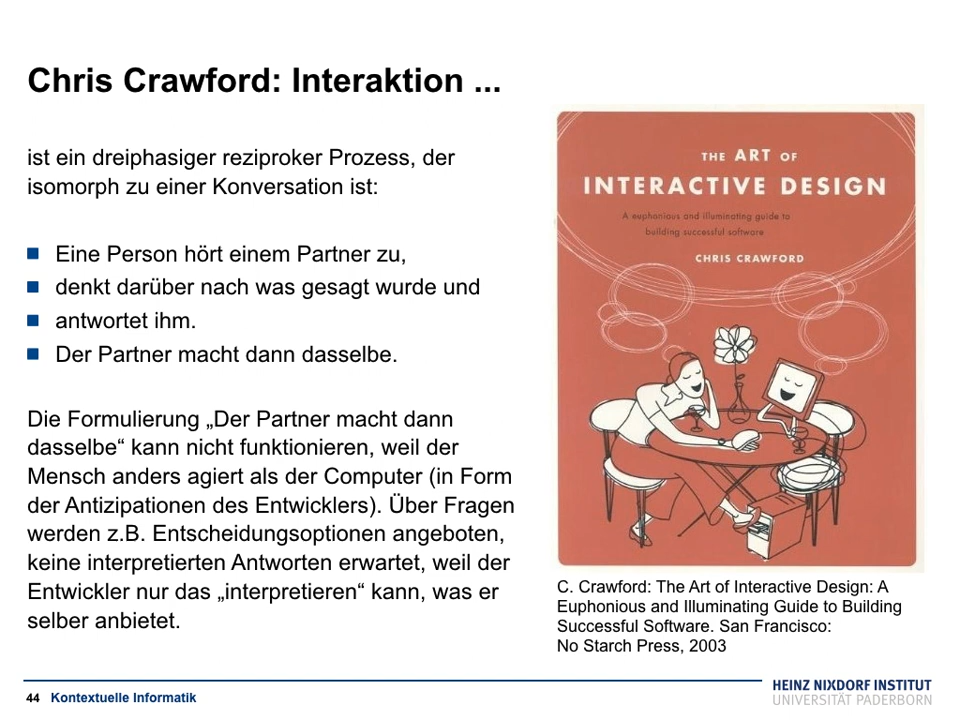 Chris Crawford: Interaktion ...
ist ein dreiphasiger reziproker Prozess, der
isomorph zu einer Konversation ist:
Eine Person hört einem Partner zu,
denkt darüber nach was gesagt wurde und
antwortet ihm.
Der Partner macht dann dasselbe.
Die Formulierung „Der Partner macht dann
dasselbe“ kann nicht funktionieren, weil der
Mensch anders agiert als der Computer (in Form
der Antizipationen des Entwicklers). Über Fragen
werden z.B. Entscheidungsoptionen angeboten,
keine interpretierten Antworten erwartet, weil der
Entwickler nur das „interpretieren“ kann, was er
selber anbietet.
THE ART OF
INTERACTIVE DESIGN
A euphonious and illuminating guide to
building successful software
CHRIS CRAWFORD
C. Crawford: The Art of Interactive Design: A
Euphonious and Illuminating Guide to Building
Successful Software. San Francisco:
No Starch Press, 2003
44 Kontextuelle Informatik
HEINZ NIXDORF INSTITUT
UNIVERSITÄT PADERBORN